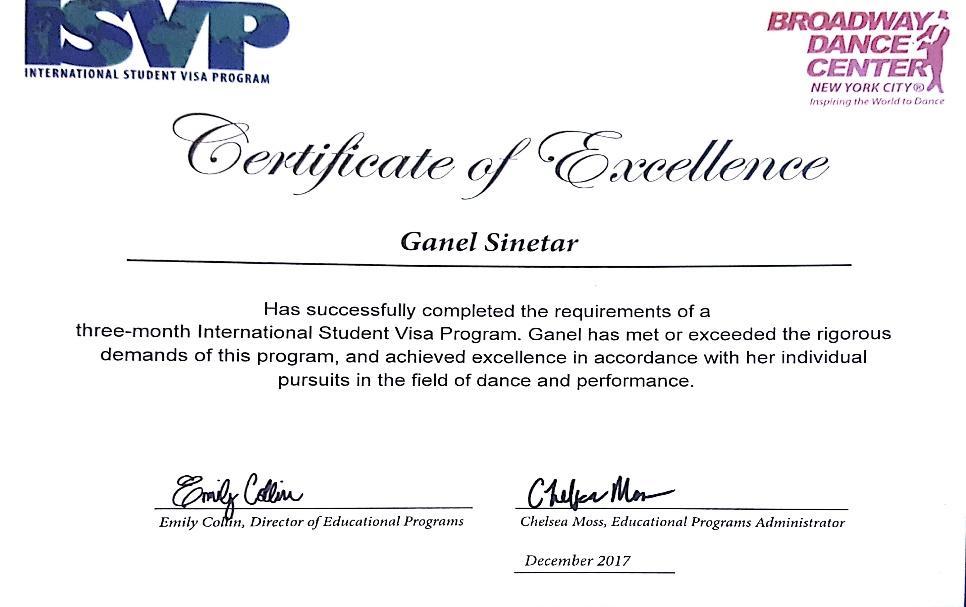 ISVP
INTERNATIONAL STUDENT VISA PROGRAM
BROADWAY
DANCE
CENTER
NEW YORK CITY®
Inspiring the World to Dance
Certificate of Excellence
Ganel Sinetar
Has successfully completed the requirements of a
three-month International Student Visa Program. Ganel has met or exceeded the rigorous
demands of this program, and achieved excellence in accordance with her individual
pursuits in the field of dance and performance.
Emily Collin
Chelsea Moss
Emily Collin, Director of Educational Programs
Chelsea Moss, Educational Programs Administrator
December 2017